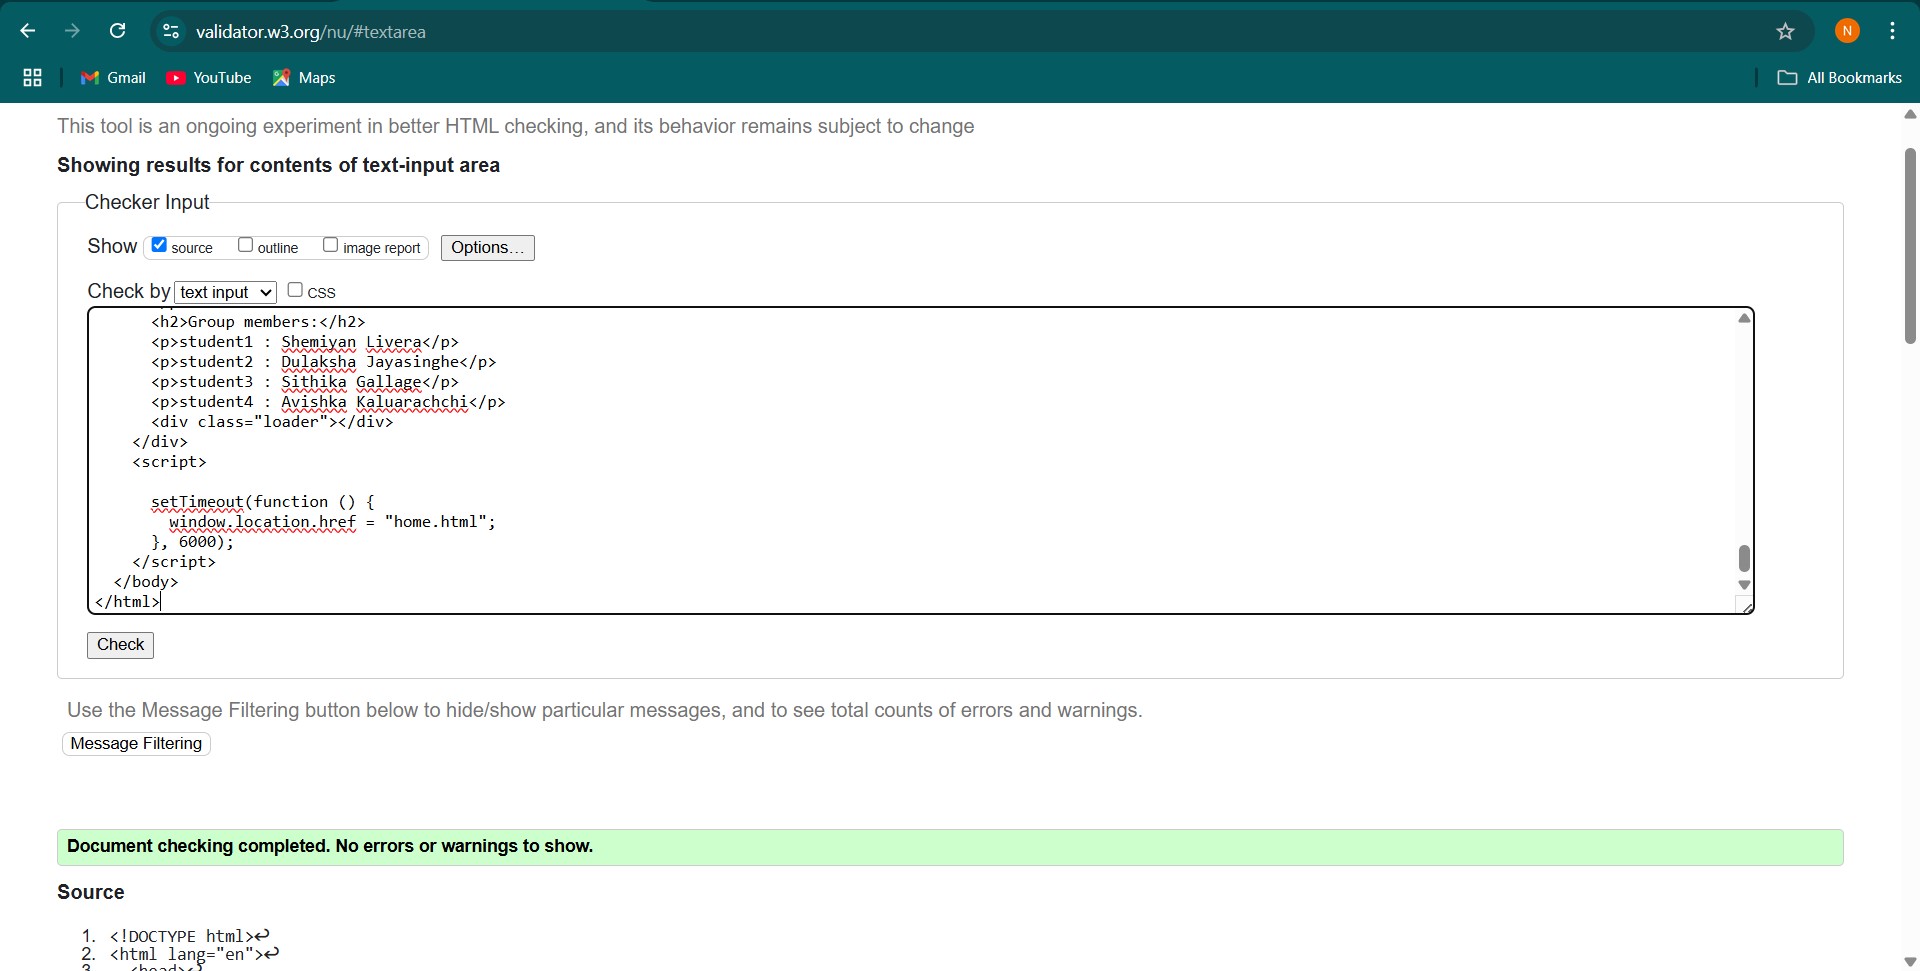 validator.w3.org/nu/#textarea
N
Gmail YouTube Maps All Bookmarks
This tool is an ongoing experiment in better HTML checking, and its behavior remains subject to change
Showing results for contents of text-input area
Checker Input
Show source outline image report Options...
Check by text input CSS
<h2>Group members:</h2>
<p>student1 : Shemiyan Livera</p>
<p>student2 : Dulaksha Jayasinghe</p>
<p>student3 : Sithika Gallage</p>
<p>student4 : Avishka Kaluarachchi</p>
<div class="loader"></div>
</div>
<script>
setTimeout(function () {
window.location.href = "home.html";
}, 6000);
</script>
</body>
</html>
Check
Use the Message Filtering button below to hide/show particular messages, and to see total counts of errors and warnings.
Message Filtering
Document checking completed. No errors or warnings to show.
Source
1. <!DOCTYPE html>↩
2. <html lang="en">↩
3. <head>↩